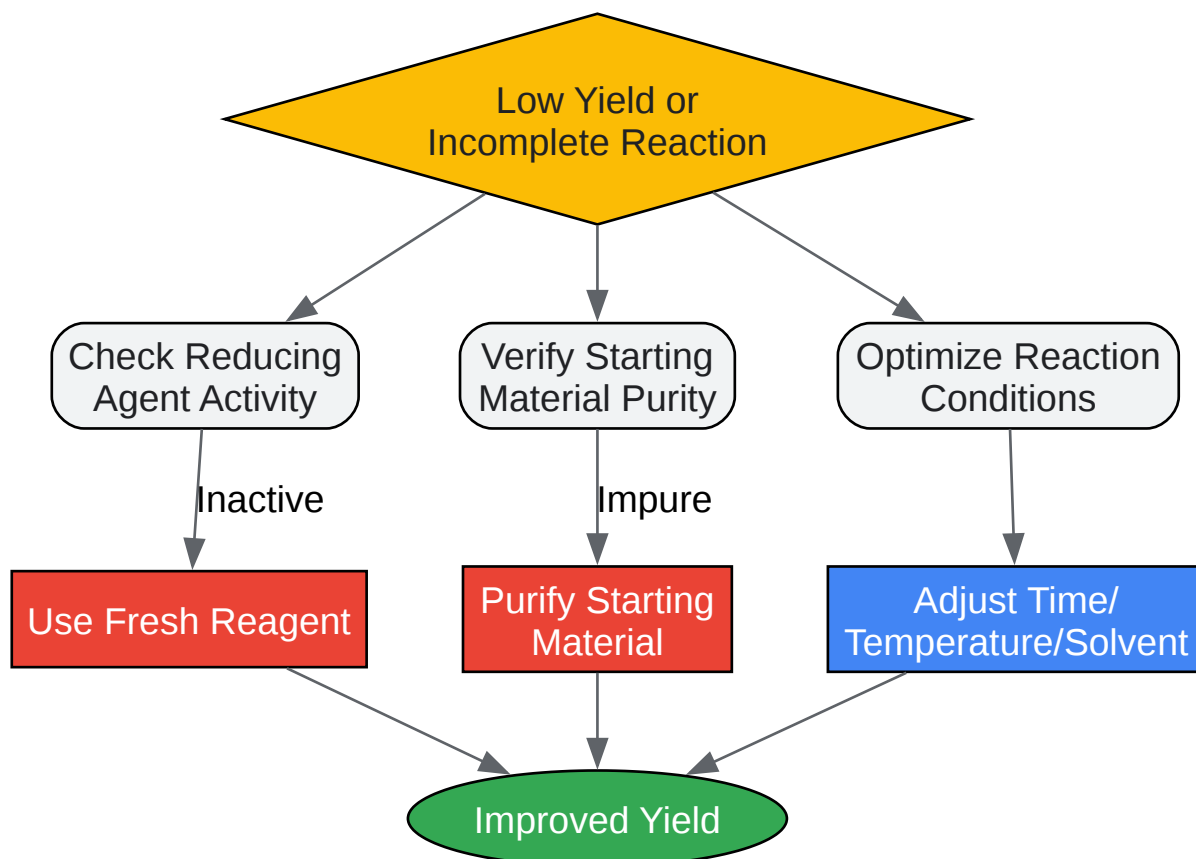 Low Yield or
Incomplete Reaction
Check Reducing
Agent Activity
Verify Starting
Material Purity
Optimize Reaction
Conditions
Inactive
Impure
Use Fresh Reagent
Purify Starting
Material
Adjust Time/
Temperature/Solvent
Improved Yield